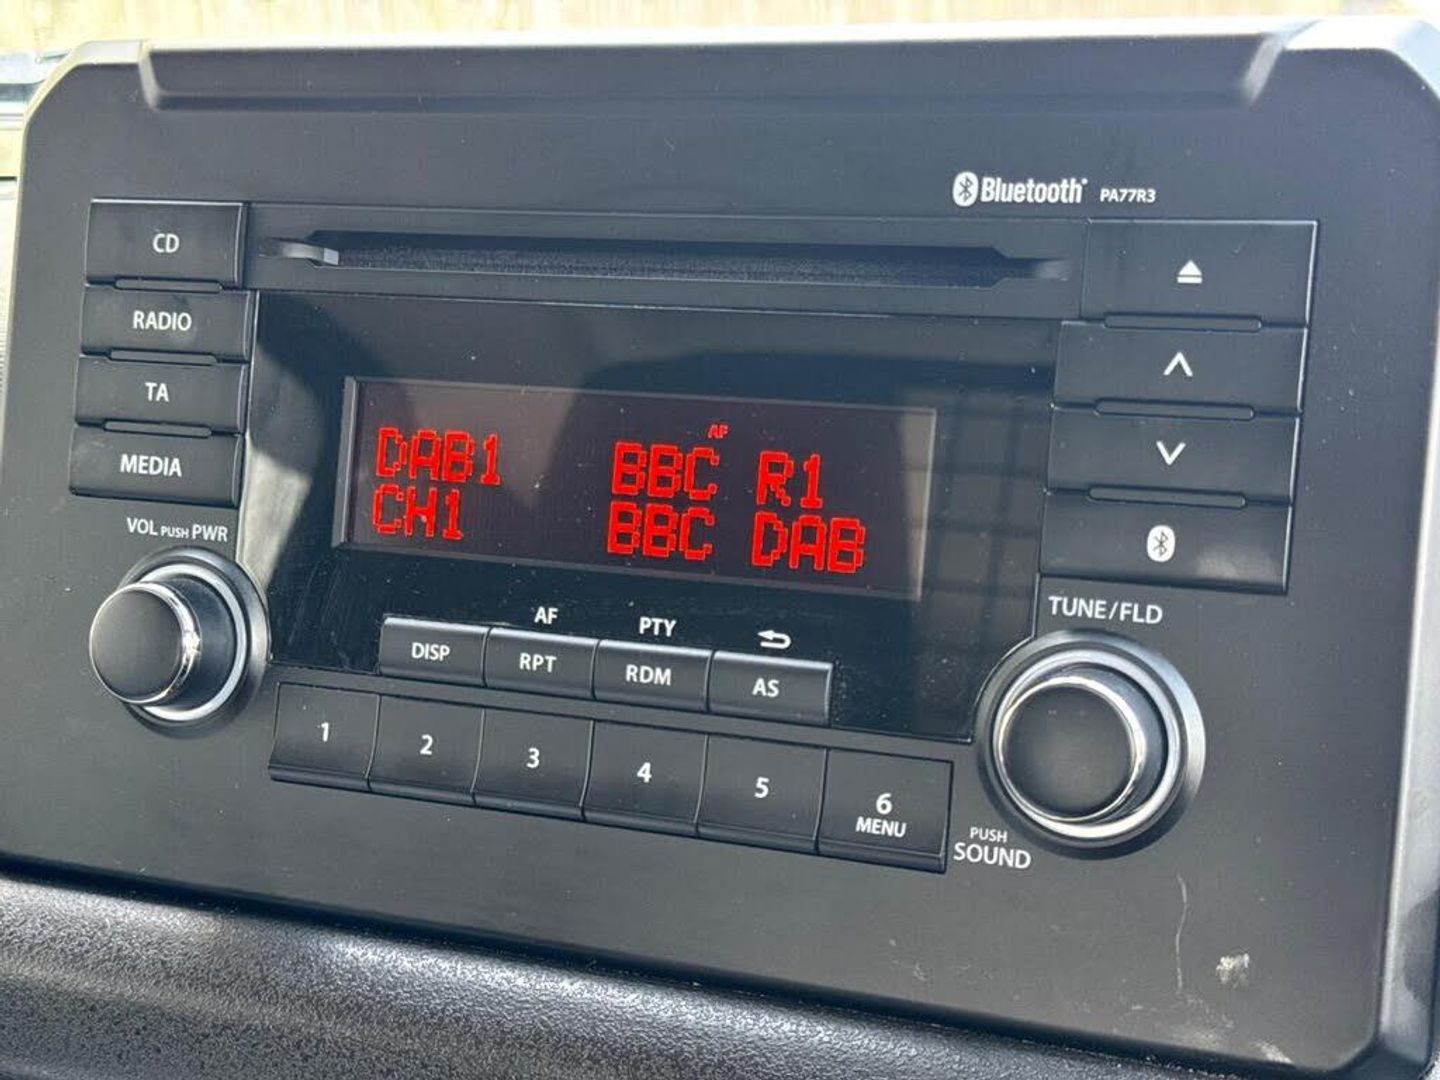 Bluetooth® PA77R3
CD
RADIO
TA
MEDIA
VOL PUSH PWR
AF
DAB1 BBC R1
CH1 BBC DAB
TUNE/FLD
AF PTY
DISP RPT RDM AS
1 2 3 4 5 6
MENU
PUSH
SOUND